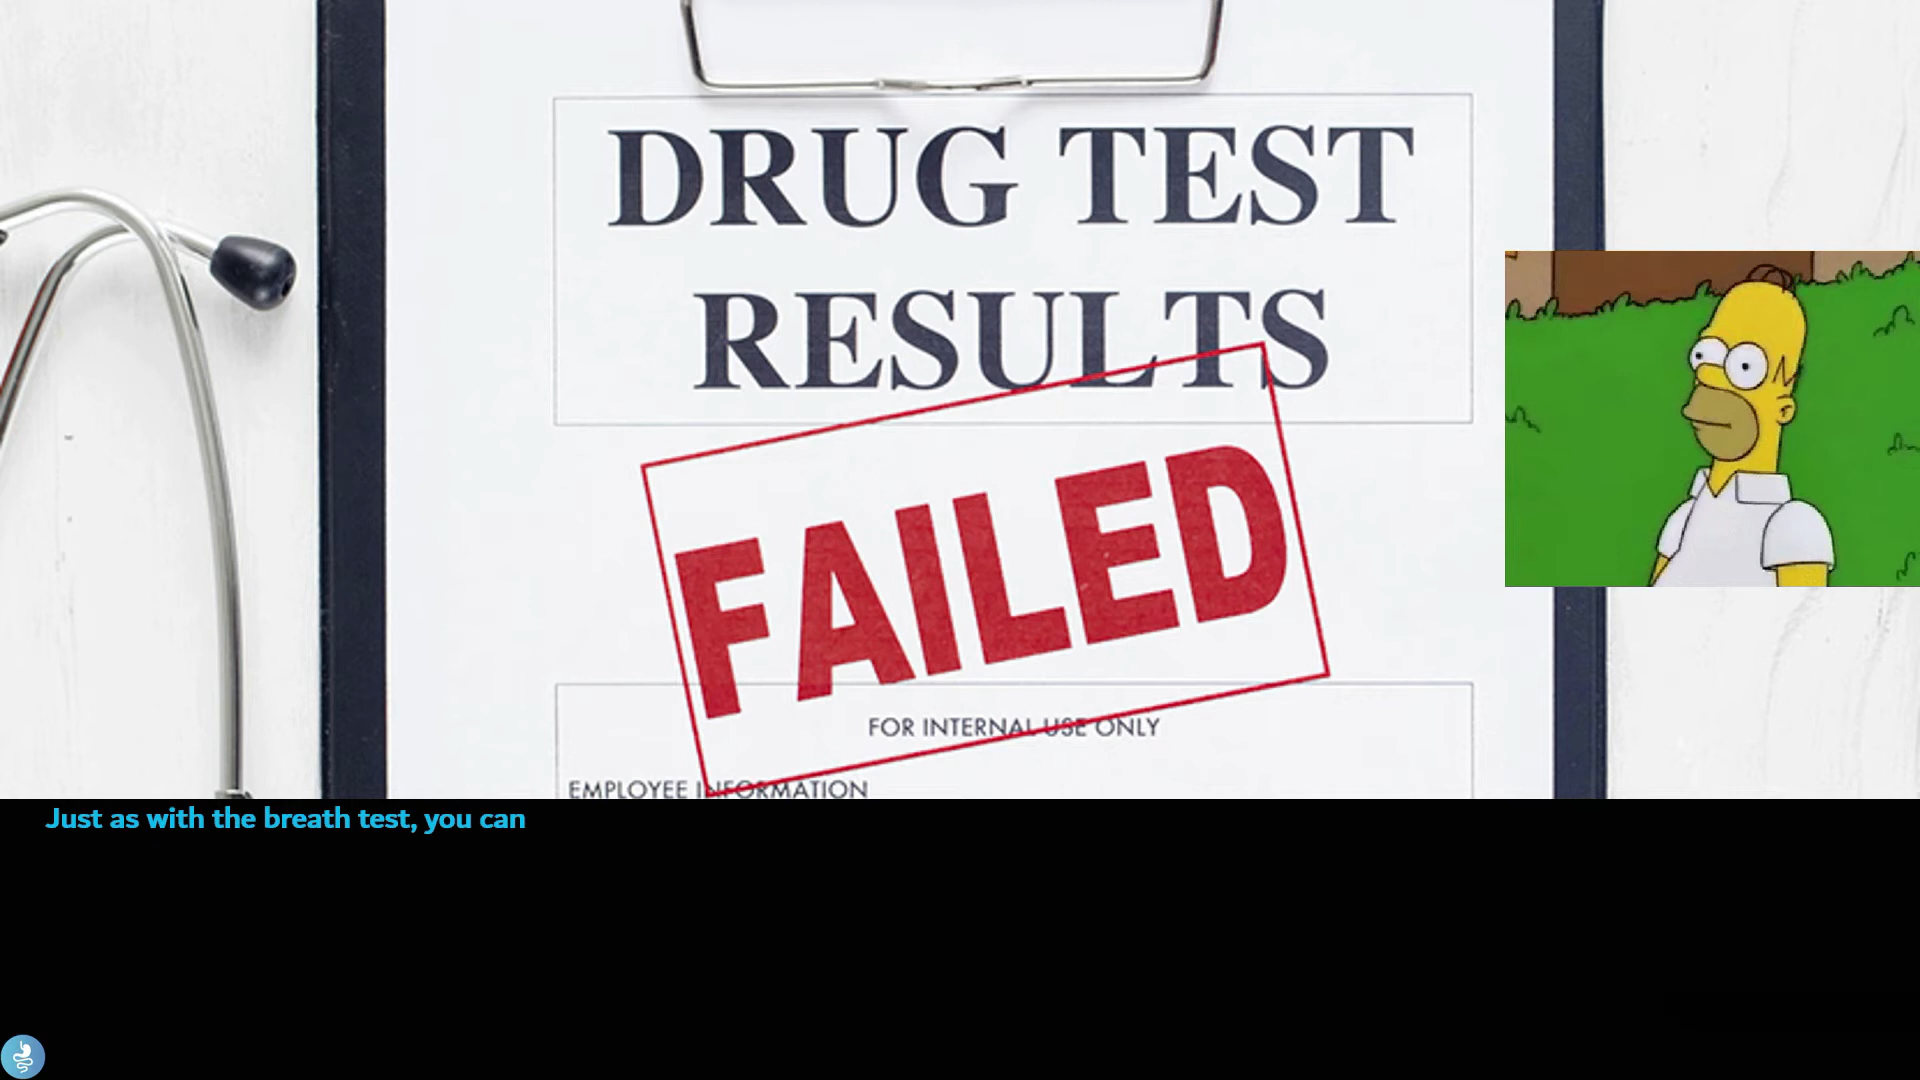 DRUG TEST
RESULTS
FAILED
FOR INTERNAL USE ONLY
EMPLOYEE INFORMATION
Just as with the breath test, you can